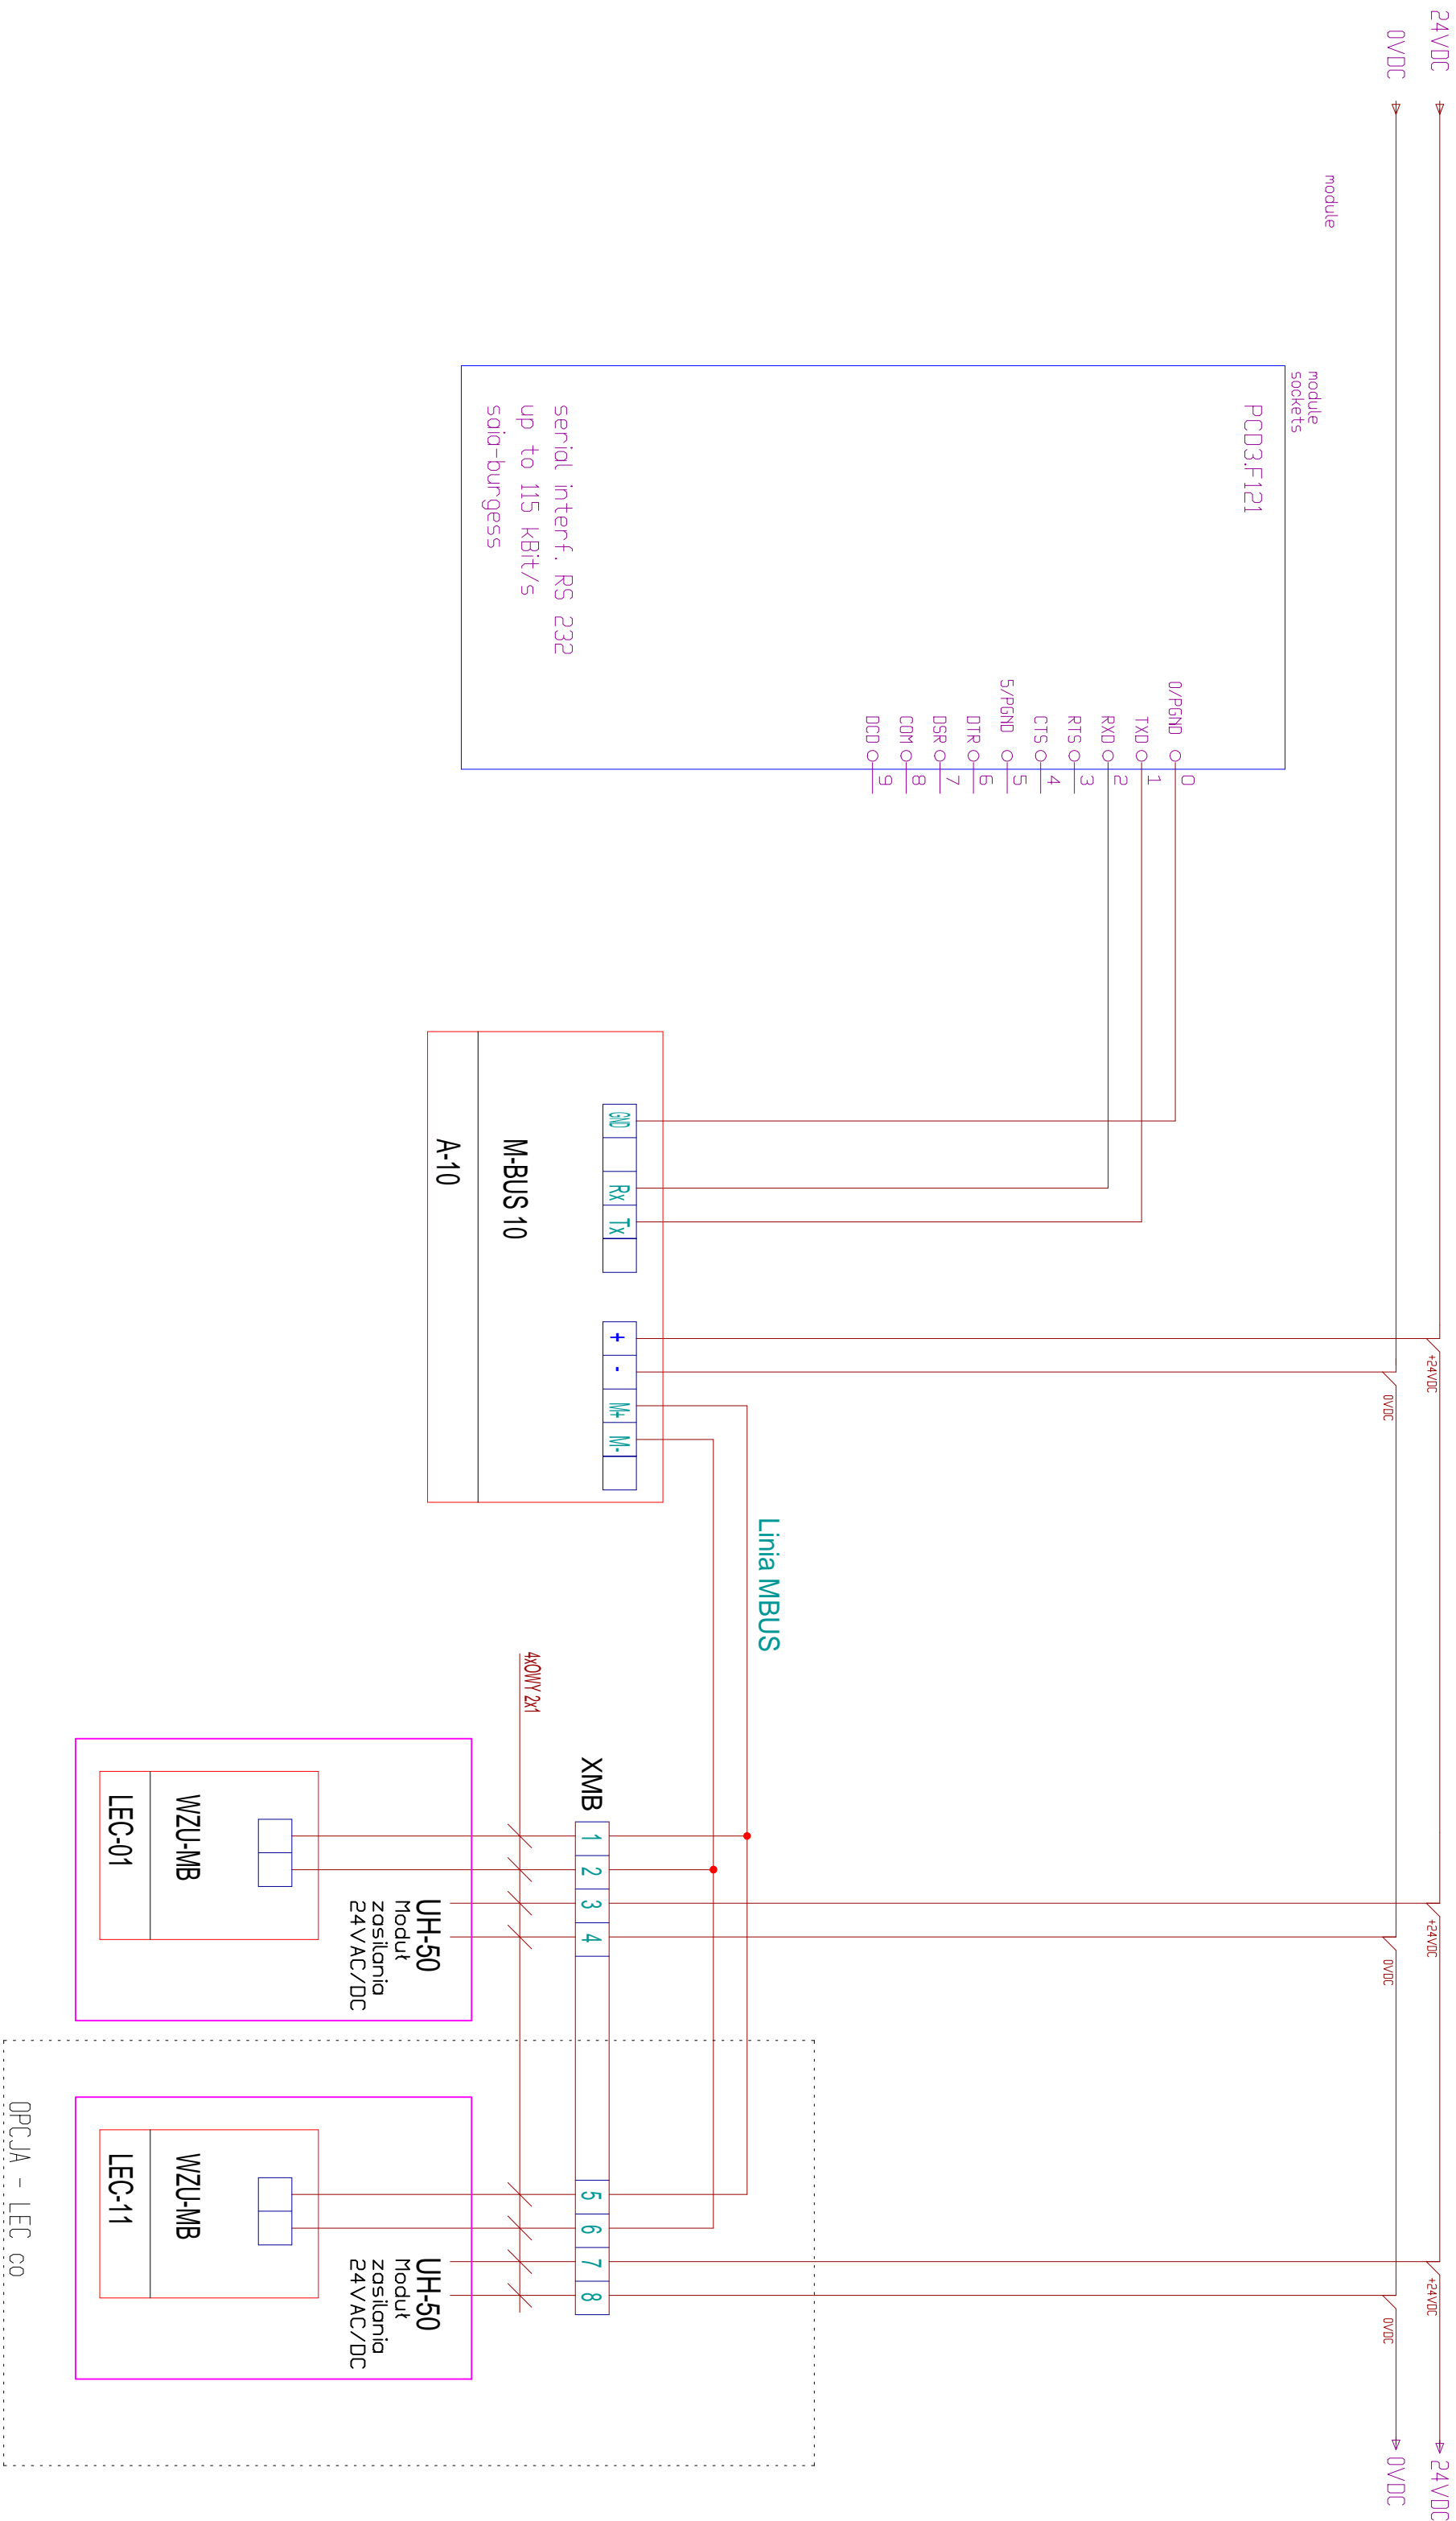 24VDC
24VDC
0VDC
0VDC
+24VDC
+24VDC
+24VDC
0VDC
0VDC
0VDC
module
module
sockets
PCD3.F121
0/PGND
0
TXD
1
RXD
2
RTS
3
CTS
4
5/PGND
5
DTR
6
DSR
7
COM
8
DCD
9
serial interf. RS 232
up to 115 kBit/s
saia-burgess
Linia MBUS
GND
Rx
Tx
+
-
M+
M-
M-BUS 10
A-10
XMB
1
2
3
4
5
6
7
8
4xOWY 2x1
UH-50
Moduł
zasilania
24VAC/DC
WZU-MB
LEC-01
UH-50
Moduł
zasilania
24VAC/DC
WZU-MB
LEC-11
OPCJA - LEC co